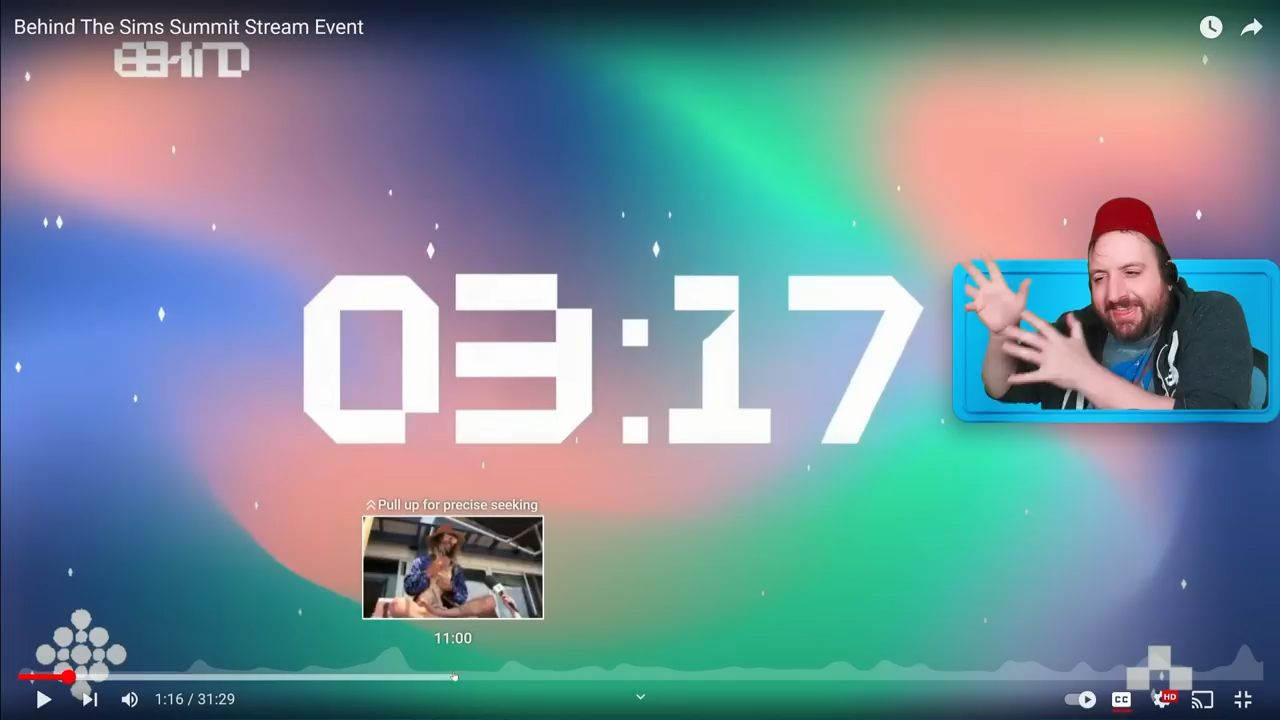 Behind The Sims Summit Stream Event
BEHIND
03:17
Pull up for precise seeking
11:00
1:16 / 31:29
CC
HD